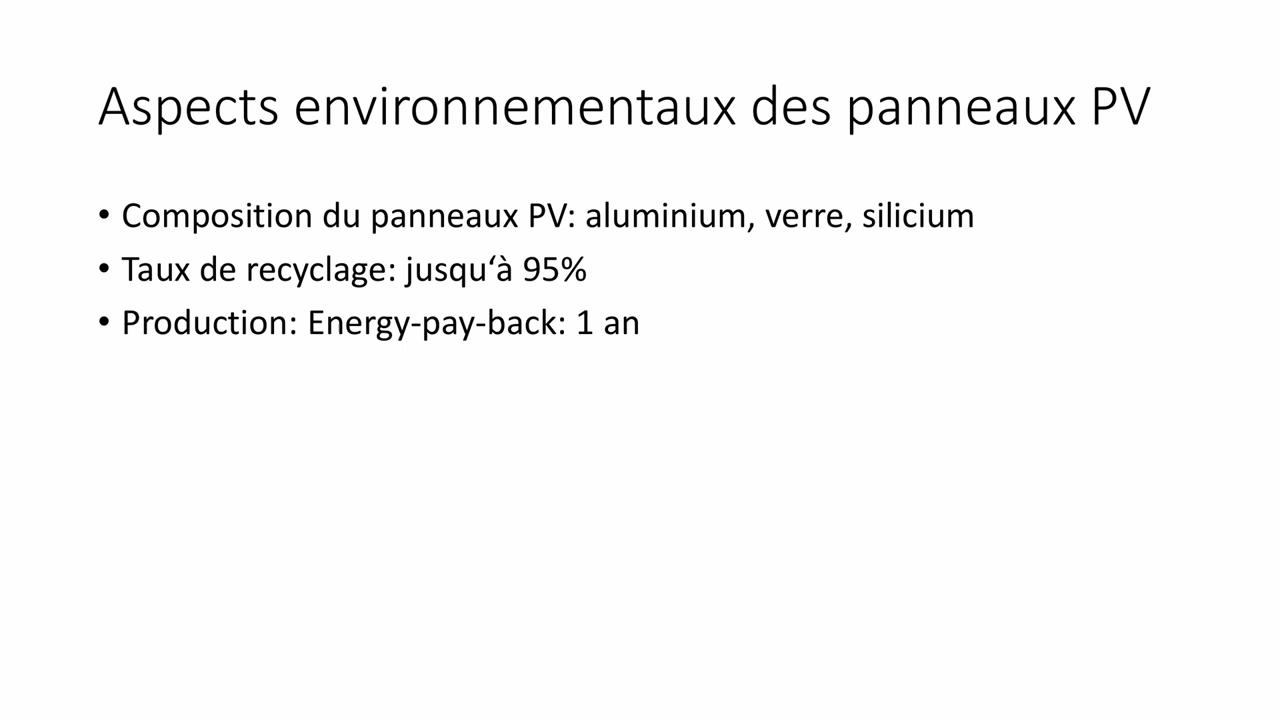 Aspects environnementaux des panneaux PV
• Composition du panneaux PV: aluminium, verre, silicium
• Taux de recyclage: jusqu‘à 95%
• Production: Energy-pay-back: 1 an